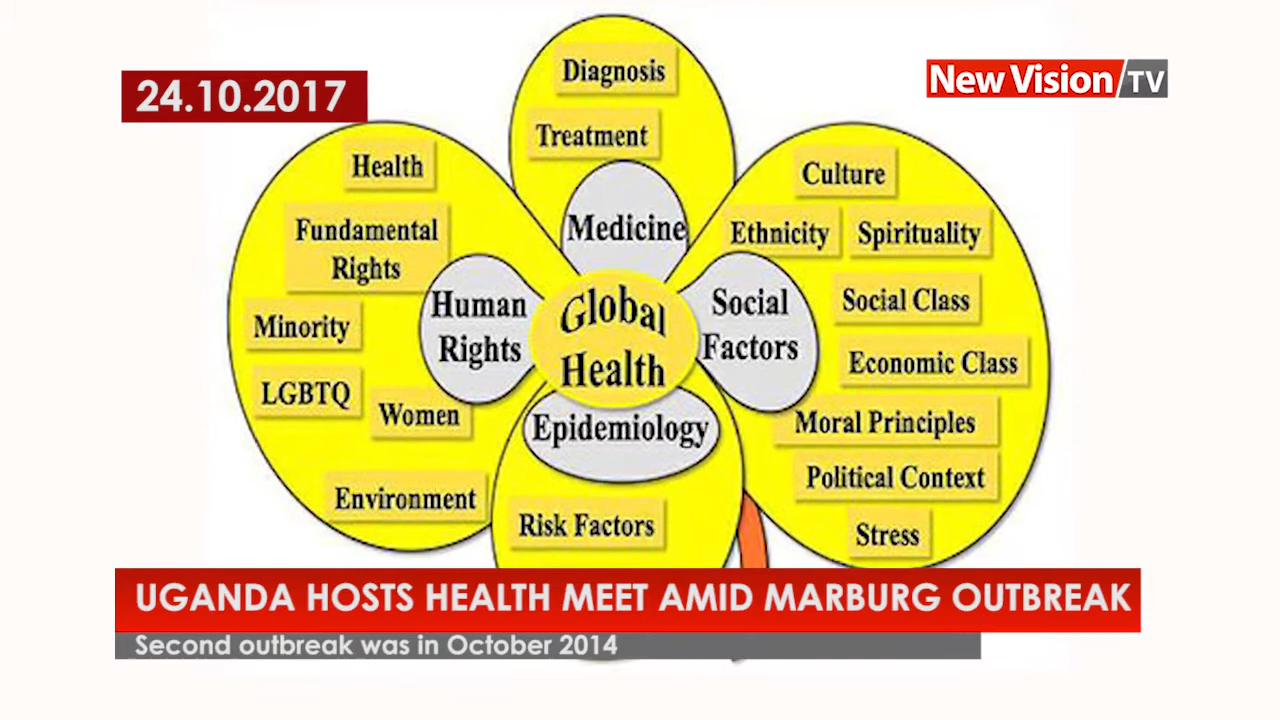 24.10.2017
New Vision/TV
Diagnosis
Treatment
Medicine
Health
Fundamental
Rights
Minority
LGBTQ
Women
Environment
Human
Rights
Global
Health
Social
Factors
Culture
Ethnicity
Spirituality
Social Class
Economic Class
Moral Principles
Political Context
Stress
Epidemiology
Risk Factors
UGANDA HOSTS HEALTH MEET AMID MARBURG OUTBREAK
Second outbreak was in October 2014